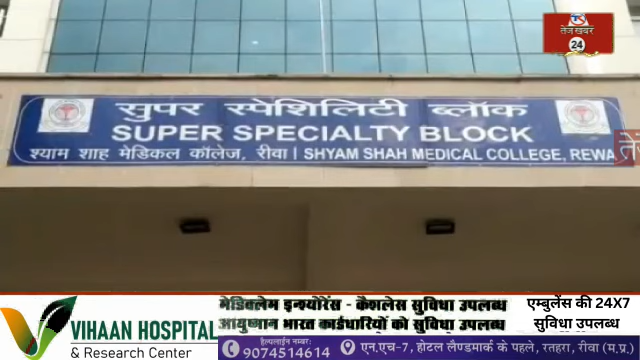 तेज खबर
24
सुपर स्पेशिलिटी ब्लॉक
SUPER SPECIALTY BLOCK
श्याम शाह मेडिकल कॉलेज, रीवा | SHYAM SHAH MEDICAL COLLEGE, REWA
VIHAAN HOSPITAL
& Research Center
मेडिक्लेम इन्श्योरेंस - कैशलेस सुविधा उपलब्ध
आयुष्मान भारत कार्डधारियों को सुविधा उपलब्ध
एम्बुलेंस की 24X7
सुविधा उपलब्ध
हेल्पलाईन नम्बर:
9074514614
एन.एच-7, होटल लैण्डमार्क के पहले, रतहरा, रीवा (म.प्र.)